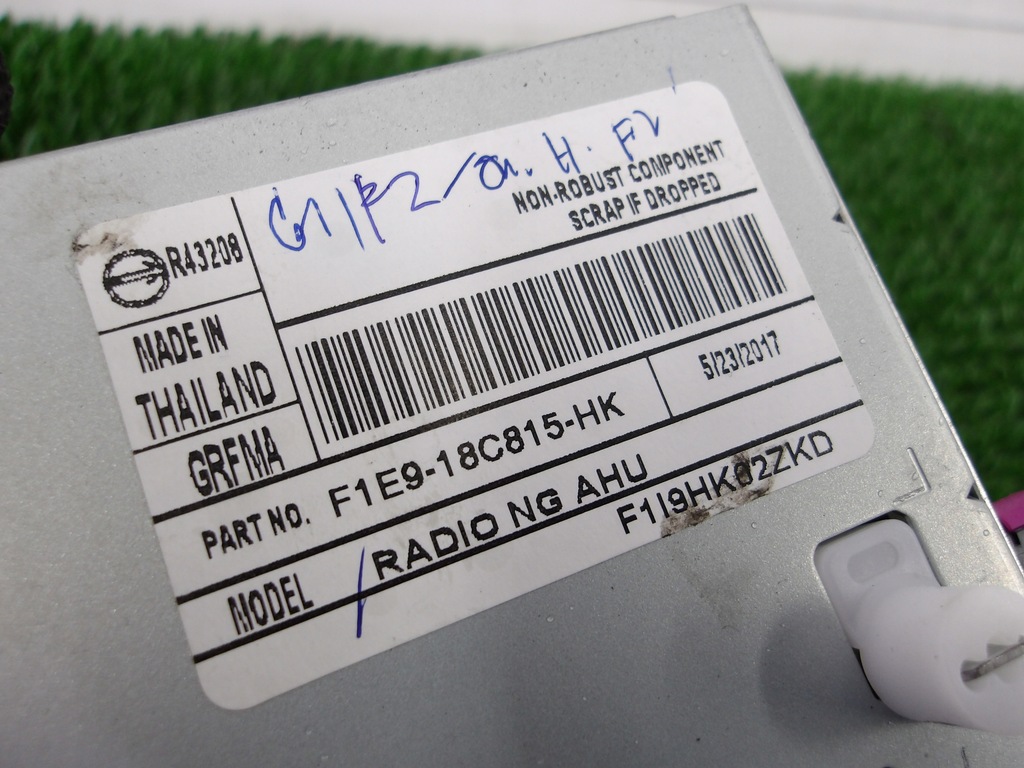 R43208
NON-ROBUST COMPONENT
SCRAP IF DROPPED
MADE IN
THAILAND
GRFMA
5/23/2017
PART NO. F1E9-18C815-HK
MODEL RADIO NG AHU
F1I9HK02ZKD